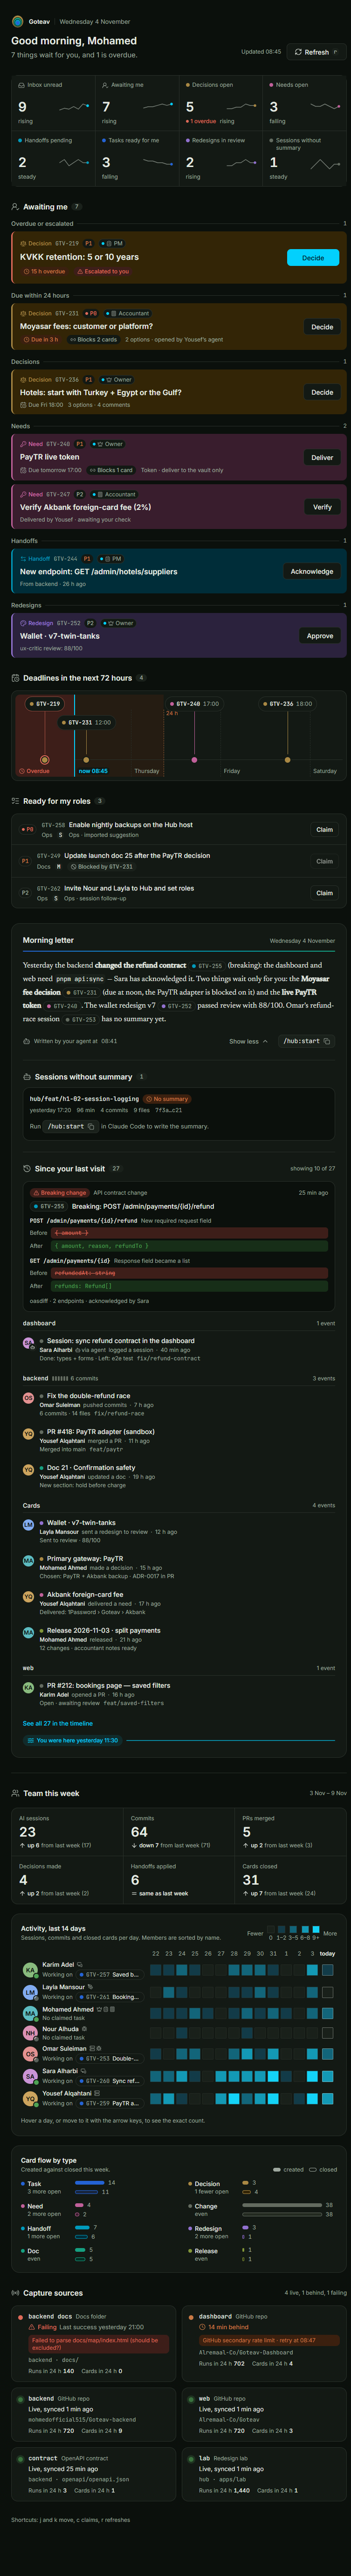 Goteav | Wednesday 4 November
Good morning, Mohamed
7 things wait for you, and 1 is overdue.
Updated 08:45
Refresh r
Inbox unread
9
rising
Awaiting me
7
rising
Decisions open
5
1 overdue rising
Needs open
3
falling
Handoffs pending
2
steady
Tasks ready for me
3
falling
Redesigns in review
2
rising
Sessions without summary
1
steady
Awaiting me 7
Overdue or escalated 1
Decision GTV-219 P1 PM
KVKK retention: 5 or 10 years
15 h overdue Escalated to you
Decide
Due within 24 hours 1
Decision GTV-231 P0 Accountant
Moyasar fees: customer or platform?
Due in 3 h Blocks 2 cards 2 options · opened by Yousef's agent
Decide
Decisions 1
Decision GTV-236 P1 Owner
Hotels: start with Turkey + Egypt or the Gulf?
Due Fri 18:00 3 options · 4 comments
Decide
Needs 2
Need GTV-240 P1 Owner
PayTR live token
Due tomorrow 17:00 Blocks 1 card Token · deliver to the vault only
Deliver
Need GTV-247 P2 Accountant
Verify Akbank foreign-card fee (2%)
Delivered by Yousef · awaiting your check
Verify
Handoffs 1
Handoff GTV-244 P1 PM
New endpoint: GET /admin/hotels/suppliers
From backend · 26 h ago
Acknowledge
Redesigns 1
Redesign GTV-252 P2 Owner
Wallet · v7-twin-tanks
ux-critic review: 88/100
Approve
Deadlines in the next 72 hours 4
GTV-219
GTV-231 12:00
GTV-240 17:00
GTV-236 18:00
24 h
Overdue
now 08:45
Thursday
Friday
Saturday
Ready for my roles 3
P0 GTV-258 Enable nightly backups on the Hub host
Ops S Ops · imported suggestion
Claim
P1 GTV-249 Update launch doc 25 after the PayTR decision
Docs M Blocked by GTV-231
Claim
P2 GTV-262 Invite Nour and Layla to Hub and set roles
Ops S Ops · session follow-up
Claim
Morning letter
Wednesday 4 November
Yesterday the backend changed the refund contract GTV-255 (breaking): the dashboard and
web need pnpm api:sync – Sara has acknowledged it. Two things wait only for you: the Moyasar
fee decision GTV-231 (due at noon, the PayTR adapter is blocked on it) and the live PayTR
token GTV-240 . The wallet redesign v7 GTV-252 passed review with 88/100. Omar's refund-
race session GTV-253 has no summary yet.
Written by your agent at 08:41
Show less
/hub:start
Sessions without summary 1
hub/feat/h1-02-session-logging No summary
yesterday 17:20 96 min 4 commits 9 files 7f3a…c21
Run /hub:start in Claude Code to write the summary.
Since your last visit 27
showing 10 of 27
Breaking change API contract change 25 min ago
GTV-255 Breaking: POST /admin/payments/{id}/refund
POST /admin/payments/{id}/refund New required request field
Before { amount }
After { amount, reason, refundTo }
GET /admin/payments/{id} Response field became a list
Before refundedAt: string
After refunds: Refund[]
oasdiff · 2 endpoints · acknowledged by Sara
dashboard 1 event
SA Session: sync refund contract in the dashboard
Sara Alharbi via agent logged a session · 40 min ago
Done: types + forms · Left: e2e test fix/refund-contract
backend 6 commits 3 events
OS Fix the double-refund race
Omar Suleiman pushed commits · 7 h ago
6 commits · 14 files fix/refund-race
YQ PR #418: PayTR adapter (sandbox)
Yousef Alqahtani merged a PR · 11 h ago
Merged into main feat/paytr
YQ Doc 21 · Confirmation safety
Yousef Alqahtani updated a doc · 19 h ago
New section: hold before charge
Cards 4 events
LM Wallet · v7-twin-tanks
Layla Mansour sent a redesign to review · 12 h ago
Sent to review · 88/100
MA Primary gateway: PayTR
Mohamed Ahmed made a decision · 15 h ago
Chosen: PayTR + Akbank backup · ADR-0017 in PR
YQ Akbank foreign-card fee
Yousef Alqahtani delivered a need · 17 h ago
Delivered: 1Password › Goteav › Akbank
MA Release 2026-11-03 · split payments
Mohamed Ahmed released · 21 h ago
12 changes · accountant notes ready
web 1 event
KA PR #212: bookings page — saved filters
Karim Adel opened a PR · 16 h ago
Open · awaiting review feat/saved-filters
See all 27 in the timeline
You were here yesterday 11:30
Team this week
3 Nov – 9 Nov
AI sessions
23
up 6 from last week (17)
Commits
64
down 7 from last week (71)
PRs merged
5
up 2 from last week (3)
Decisions made
4
up 2 from last week (2)
Handoffs applied
6
same as last week
Cards closed
31
up 7 from last week (24)
Activity, last 14 days
Sessions, commits and closed cards per day. Members are sorted by name.
Fewer 0 1–2 3–5 6–8 9+ More
22 23 24 25 26 27 28 29 30 31 1 2 3 today
KA Karim Adel
Working on GTV-257 Saved b…
LM Layla Mansour
Working on GTV-261 Booking…
MA Mohamed Ahmed
No claimed task
NH Nour Alhuda
No claimed task
OS Omar Suleiman
Working on GTV-253 Double-…
SA Sara Alharbi
Working on GTV-260 Sync ref…
YQ Yousef Alqahtani
Working on GTV-259 PayTR a…
Hover a day, or move to it with the arrow keys, to see the exact count.
Card flow by type
Created against closed this week.
created closed
Task 14
3 more open 11
Decision 3
1 fewer open 4
Need 4
2 more open 2
Change 38
even 38
Handoff 7
1 more open 6
Redesign 3
2 more open 1
Doc 5
even 5
Release 1
even 1
Capture sources
4 live, 1 behind, 1 failing
backend docs Docs folder
Failing Last success yesterday 21:00
Failed to parse docs/map/index.html (should be
excluded?)
backend · docs/
Runs in 24 h 140 Cards in 24 h 0
dashboard GitHub repo
14 min behind
GitHub secondary rate limit · retry at 08:47
Alremaal-Co/Goteav-Dashboard
Runs in 24 h 702 Cards in 24 h 4
backend GitHub repo
Live, synced 1 min ago
mohmedofficial515/Goteav-backend
Runs in 24 h 720 Cards in 24 h 9
web GitHub repo
Live, synced 1 min ago
Alremaal-Co/Goteav
Runs in 24 h 720 Cards in 24 h 3
contract OpenAPI contract
Live, synced 25 min ago
backend · openapi/openapi.json
Runs in 24 h 3 Cards in 24 h 1
lab Redesign lab
Live, synced 1 min ago
hub · apps/lab
Runs in 24 h 1,440 Cards in 24 h 1
Shortcuts: j and k move, c claims, r refreshes